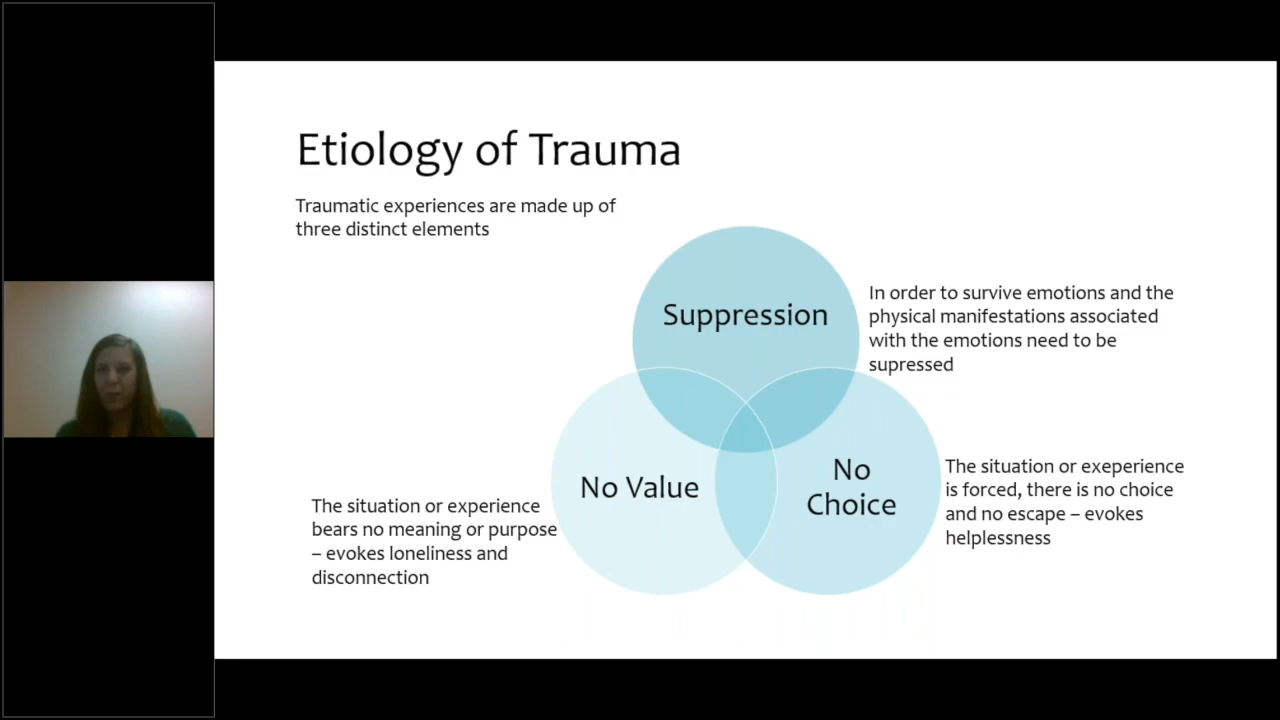 Etiology of Trauma
Traumatic experiences are made up of
three distinct elements
Suppression
In order to survive emotions and the
physical manifestations associated
with the emotions need to be
supressed
No Value
The situation or experience
bears no meaning or purpose
– evokes loneliness and
disconnection
No
Choice
The situation or exeperience
is forced, there is no choice
and no escape – evokes
helplessness